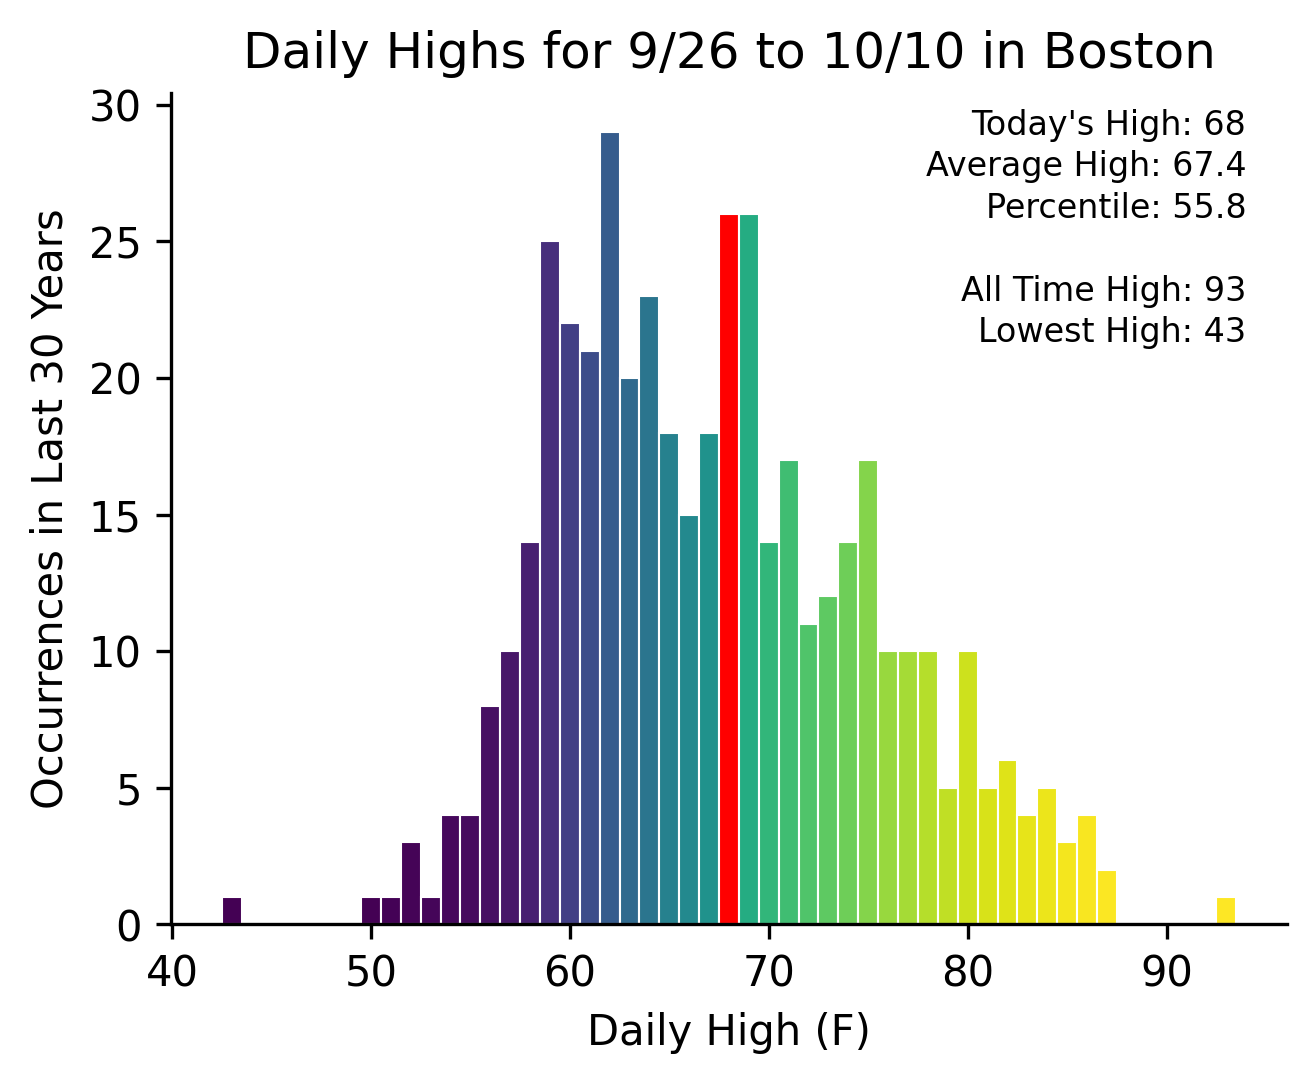 Daily Highs for 9/26 to 10/10 in Boston
Today's High: 68
Average High: 67.4
Percentile: 55.8
All Time High: 93
Lowest High: 43
Occurrences in Last 30 Years
30
25
20
15
10
5
0
40 50 60 70 80 90
Daily High (F)